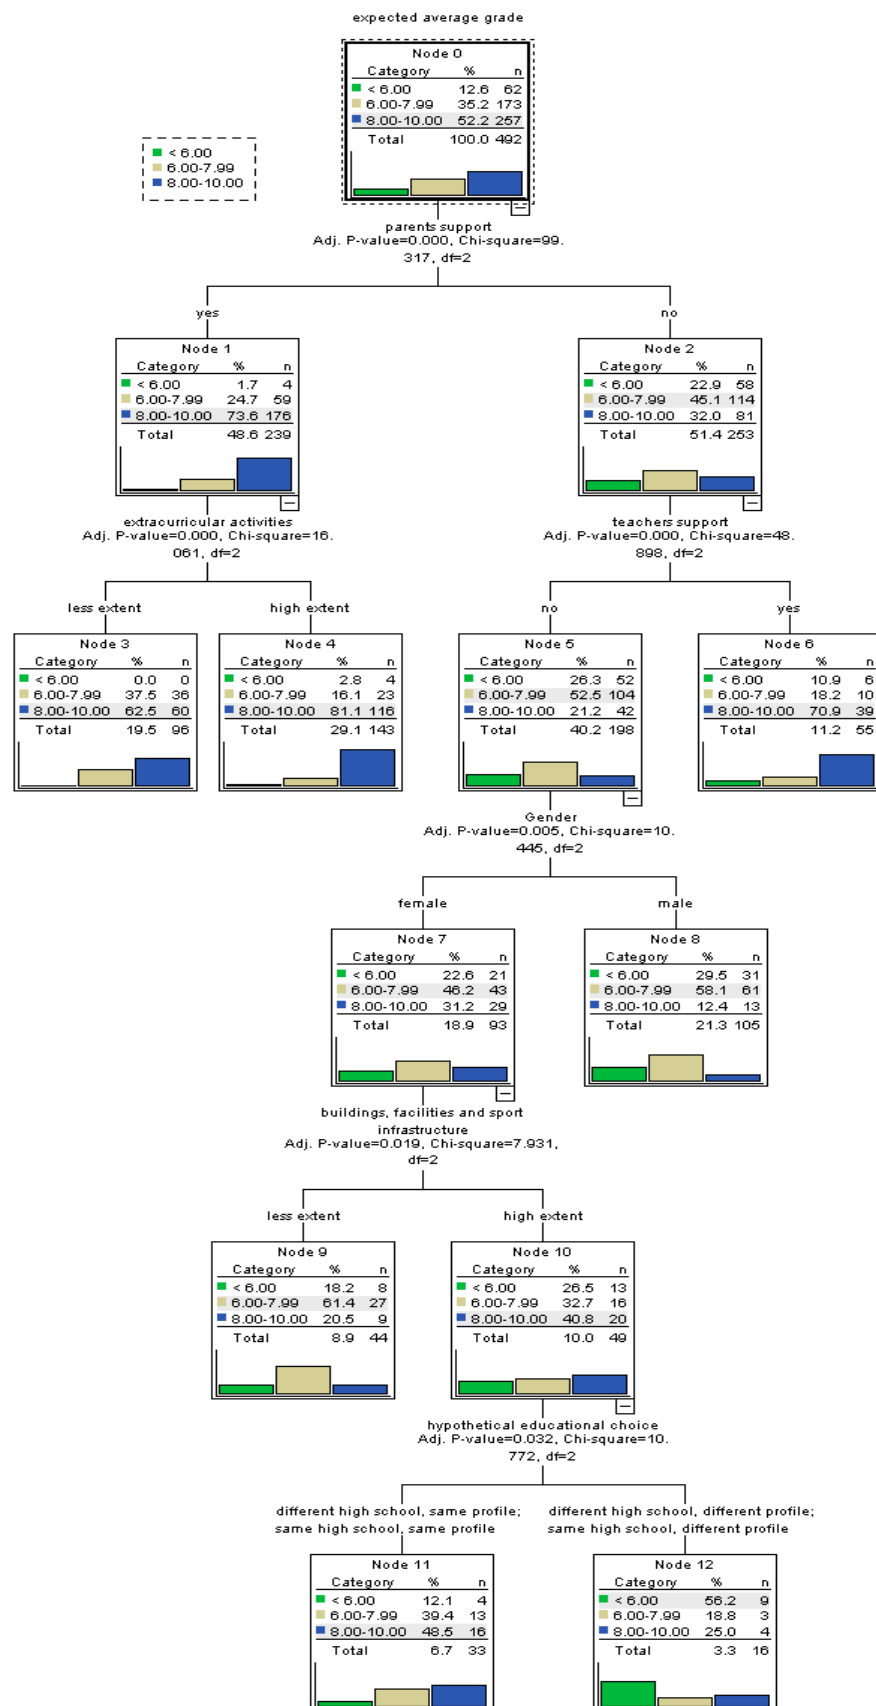 expected average grade
Node 0
Category % n
< 6.00 12.6 62
6.00-7.99 35.2 173
8.00-10.00 52.2 257
Total 100.0 492
< 6.00
6.00-7.99
8.00-10.00
parents support
Adj. P-value=0.000, Chi-square=99.
317, df=2
yes
no
Node 1
Category % n
< 6.00 1.7 4
6.00-7.99 24.7 59
8.00-10.00 73.6 176
Total 48.6 239
Node 2
Category % n
< 6.00 22.9 58
6.00-7.99 45.1 114
8.00-10.00 32.0 81
Total 51.4 253
extracurricular activities
Adj. P-value=0.000, Chi-square=16.
061, df=2
teachers support
Adj. P-value=0.000, Chi-square=48.
898, df=2
less extent
high extent
no
yes
Node 3
Category % n
< 6.00 0.0 0
6.00-7.99 37.5 36
8.00-10.00 62.5 60
Total 19.5 96
Node 4
Category % n
< 6.00 2.8 4
6.00-7.99 16.1 23
8.00-10.00 81.1 116
Total 29.1 143
Node 5
Category % n
< 6.00 26.3 52
6.00-7.99 52.5 104
8.00-10.00 21.2 42
Total 40.2 198
Node 6
Category % n
< 6.00 10.9 6
6.00-7.99 18.2 10
8.00-10.00 70.9 39
Total 11.2 55
Gender
Adj. P-value=0.005, Chi-square=10.
445, df=2
female
male
Node 7
Category % n
< 6.00 22.6 21
6.00-7.99 46.2 43
8.00-10.00 31.2 29
Total 18.9 93
Node 8
Category % n
< 6.00 29.5 31
6.00-7.99 58.1 61
8.00-10.00 12.4 13
Total 21.3 105
buildings, facilities and sport
infrastructure
Adj. P-value=0.019, Chi-square=7.931,
df=2
less extent
high extent
Node 9
Category % n
< 6.00 18.2 8
6.00-7.99 61.4 27
8.00-10.00 20.5 9
Total 8.9 44
Node 10
Category % n
< 6.00 26.5 13
6.00-7.99 32.7 16
8.00-10.00 40.8 20
Total 10.0 49
hypothetical educational choice
Adj. P-value=0.032, Chi-square=10.
772, df=2
different high school, same profile;
same high school, same profile
different high school, different profile;
same high school, different profile
Node 11
Category % n
< 6.00 12.1 4
6.00-7.99 39.4 13
8.00-10.00 48.5 16
Total 6.7 33
Node 12
Category % n
< 6.00 56.2 9
6.00-7.99 18.8 3
8.00-10.00 25.0 4
Total 3.3 16